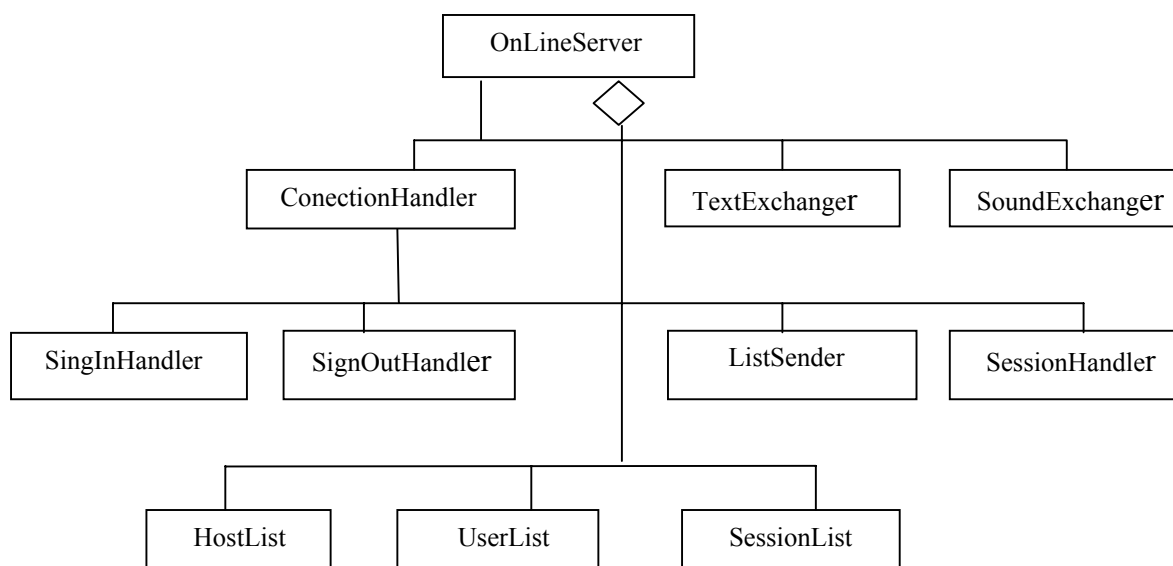 OnLineServer
ConectionHandler
TextExchanger
SoundExchanger
SingInHandler
SignOutHandler
ListSender
SessionHandler
HostList
UserList
SessionList